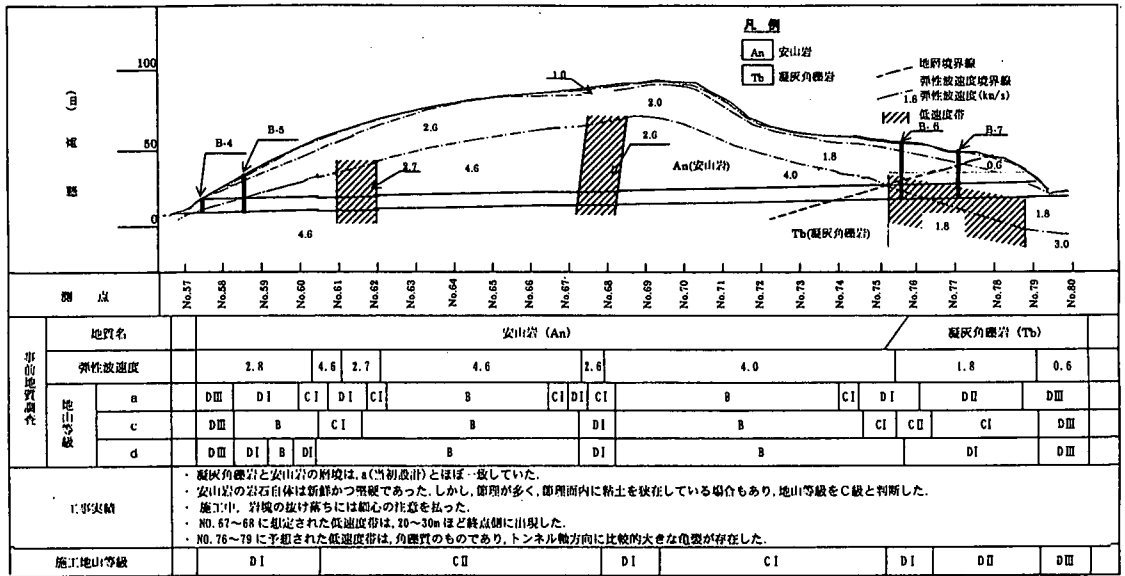 凡 例
An 安山岩
Tb 凝灰角礫岩
地層境界線
弾性波速度境界線
1.8 弾性波速度(km/s)
低速度帯
標 高 (m)
100
50
0
B-4
B-5
1.0
2.0
2.6
2.6
2.7
4.6
An(安山岩)
4.0
1.8
B-6
B-7
0.6
4.6
Tb(凝灰角礫岩)
1.8
1.8
3.0
測 点
No.57 No.58 No.59 No.60 No.61 No.62 No.63 No.64 No.65 No.66 No.67 No.68 No.69 No.70 No.71 No.72 No.73 No.74 No.75 No.76 No.77 No.78 No.79 No.80
事前地質調査
地質名 安山岩 (An) 凝灰角礫岩 (Tb)
弾性波速度 2.8 4.6 2.7 4.6 2.6 4.0 1.8 0.6
地山等級
a DⅢ DⅠ CⅠ DⅠ CⅠ B CⅠ DⅠ CⅠ B CⅠ DⅠ DⅡ DⅢ
c DⅢ B CⅠ B DⅠ B CⅠ CⅡ CⅠ DⅢ
d DⅢ DⅠ B DⅠ B DⅠ B DⅠ DⅢ
工事実績
・ 凝灰角礫岩と安山岩の層境は, a(当初設計)とほぼ一致していた.
・ 安山岩の岩石自体は新鮮かつ堅硬であった. しかし, 節理が多く, 節理面内に粘土を狭在している場合もあり, 地山等級をC級と判断した.
・ 施工中, 岩塊の抜け落ちには細心の注意を払った.
・ NO. 67〜68 に想定された低速度帯は, 20〜30m ほど終点側に出現した.
・ NO. 76〜79 に予想された低速度帯は, 角礫質のものであり, トンネル軸方向に比較的大きな亀裂が存在した.
施工地山等級 DⅠ CⅡ DⅠ CⅠ DⅠ DⅡ DⅢ